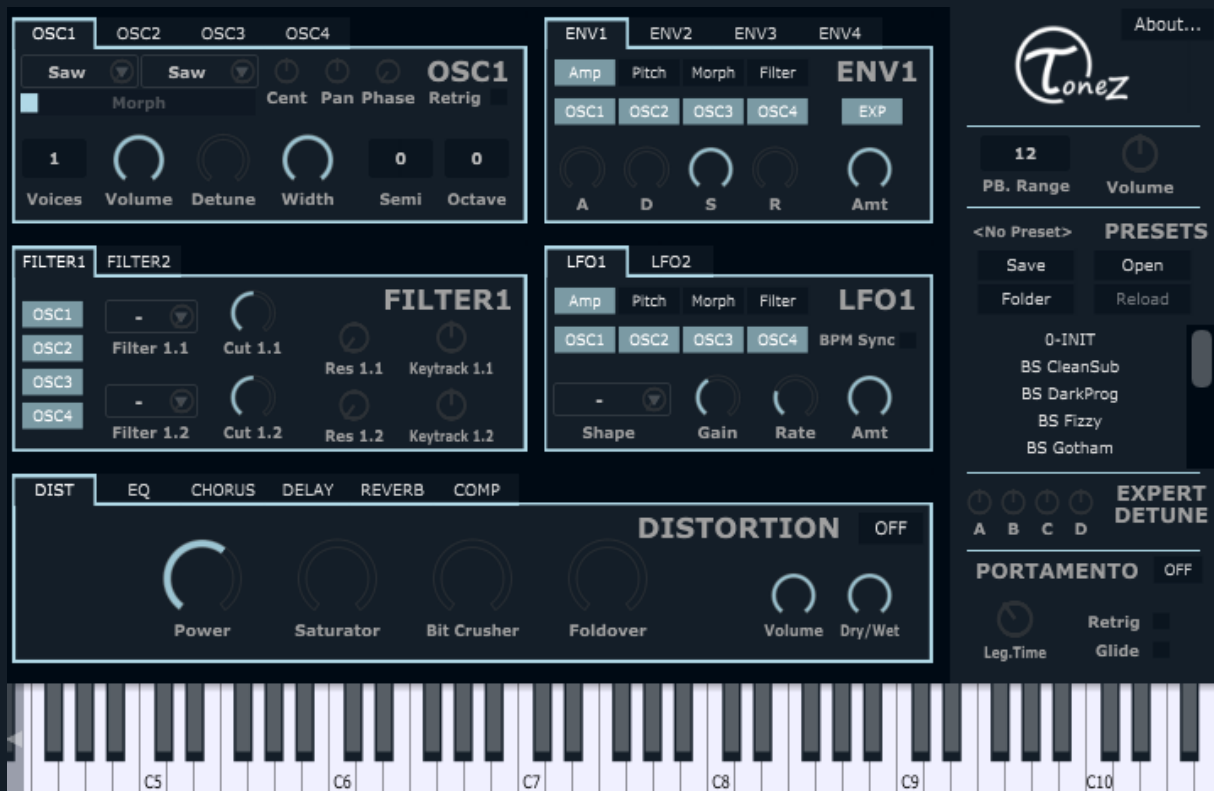 OSC1 OSC2 OSC3 OSC4
Saw Saw OSC1
Morph Cent Pan Phase Retrig
1 0 0
Voices Volume Detune Width Semi Octave
ENV1 ENV2 ENV3 ENV4
Amp Pitch Morph Filter ENV1
OSC1 OSC2 OSC3 OSC4 EXP
A D S R Amt
FILTER1 FILTER2
FILTER1
OSC1
OSC2
OSC3
OSC4
-
Filter 1.1 Cut 1.1 Res 1.1 Keytrack 1.1
-
Filter 1.2 Cut 1.2 Res 1.2 Keytrack 1.2
LFO1 LFO2
Amp Pitch Morph Filter LFO1
OSC1 OSC2 OSC3 OSC4 BPM Sync
-
Shape Gain Rate Amt
DIST EQ CHORUS DELAY REVERB COMP
DISTORTION OFF
Power Saturator Bit Crusher Foldover Volume Dry/Wet
About...
ToneZ
12
PB. Range Volume
<No Preset> PRESETS
Save Open
Folder Reload
0-INIT
BS CleanSub
BS DarkProg
BS Fizzy
BS Gotham
EXPERT
DETUNE
A B C D
PORTAMENTO OFF
Retrig
Leg.Time Glide
C5 C6 C7 C8 C9 C10